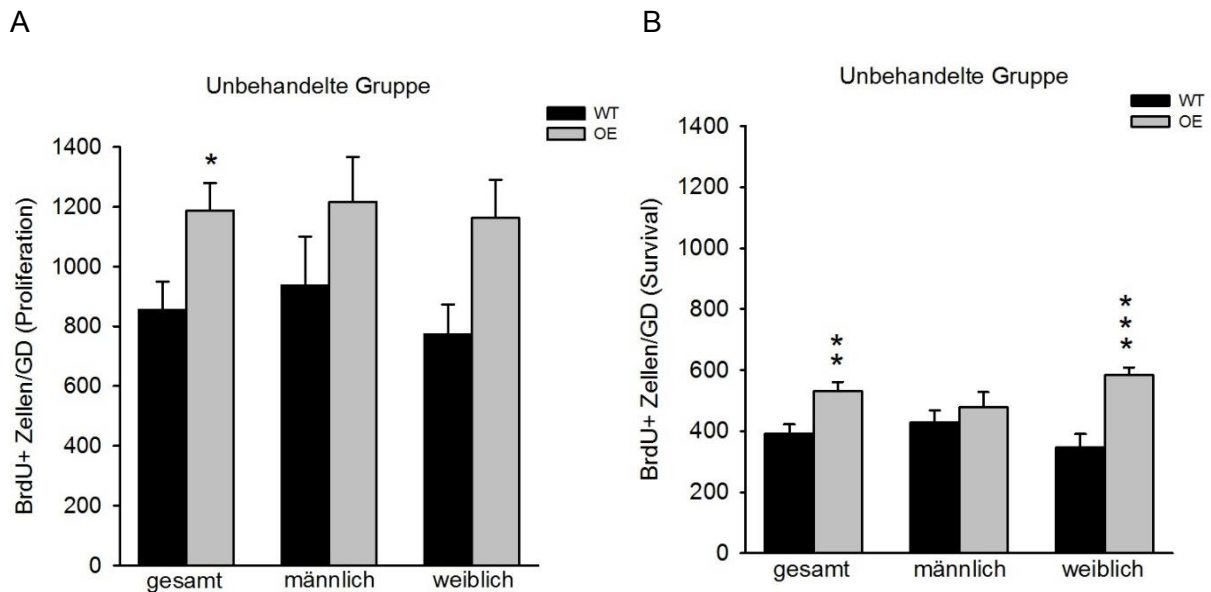 A
Unbehandelte Gruppe
WT
OE
BrdU+ Zellen/GD (Proliferation)
1400
1200
1000
800
600
400
200
0
*
gesamt
männlich
weiblich
B
Unbehandelte Gruppe
WT
OE
BrdU+ Zellen/GD (Survival)
1400
1200
1000
800
600
400
200
0
**
***
gesamt
männlich
weiblich